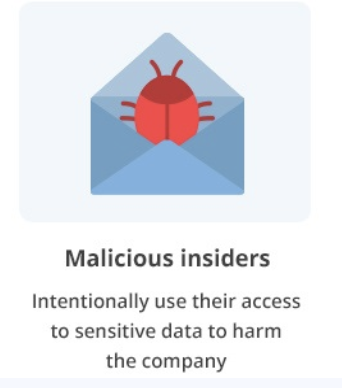 Malicious insiders
Intentionally use their access
to sensitive data to harm
the company